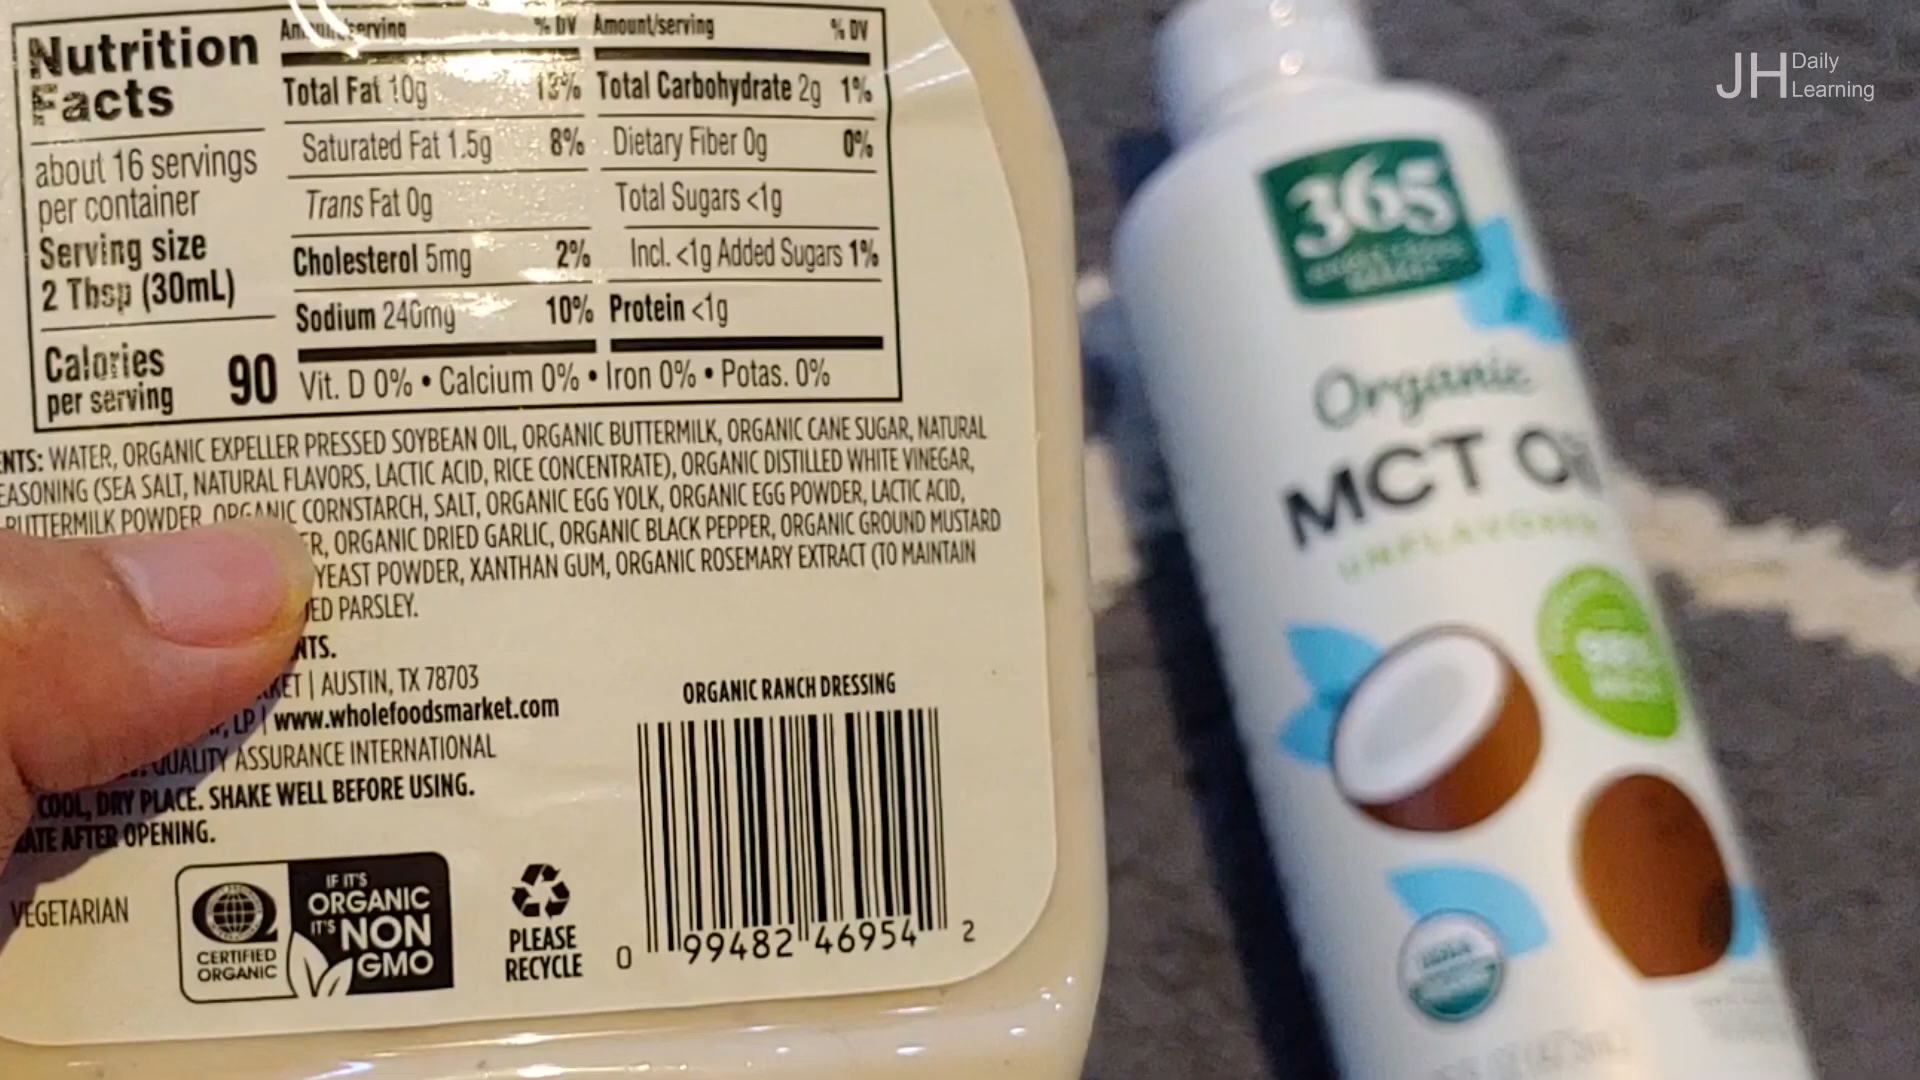 Nutrition
Facts
about 16 servings
per container
Serving size
2 Tbsp (30mL)
Calories
per serving 90
Amount/serving % DV
Total Fat 10g 13%
Saturated Fat 1.5g 8%
Trans Fat 0g
Cholesterol 5mg 2%
Sodium 240mg 10%
Amount/serving % DV
Total Carbohydrate 2g 1%
Dietary Fiber 0g 0%
Total Sugars <1g
Incl. <1g Added Sugars 1%
Protein <1g
Vit. D 0% • Calcium 0% • Iron 0% • Potas. 0%
NTS: WATER, ORGANIC EXPELLER PRESSED SOYBEAN OIL, ORGANIC BUTTERMILK, ORGANIC CANE SUGAR, NATURAL
EASONING (SEA SALT, NATURAL FLAVORS, LACTIC ACID, RICE CONCENTRATE), ORGANIC DISTILLED WHITE VINEGAR,
BUTTERMILK POWDER, ORGANIC CORNSTARCH, SALT, ORGANIC EGG YOLK, ORGANIC EGG POWDER, LACTIC ACID,
ER, ORGANIC DRIED GARLIC, ORGANIC BLACK PEPPER, ORGANIC GROUND MUSTARD
YEAST POWDER, XANTHAN GUM, ORGANIC ROSEMARY EXTRACT (TO MAINTAIN
ED PARSLEY.
NTS.
KET | AUSTIN, TX 78703
LP | www.wholefoodsmarket.com
QUALITY ASSURANCE INTERNATIONAL
COOL, DRY PLACE. SHAKE WELL BEFORE USING.
ATE AFTER OPENING.
VEGETARIAN
CERTIFIED
ORGANIC
IF IT'S
ORGANIC
IT'S NON
GMO
PLEASE
RECYCLE
ORGANIC RANCH DRESSING
0 99482 46954 2
365
Organic
MCT Oil
UNFLAVORED
USDA
JH Daily
Learning